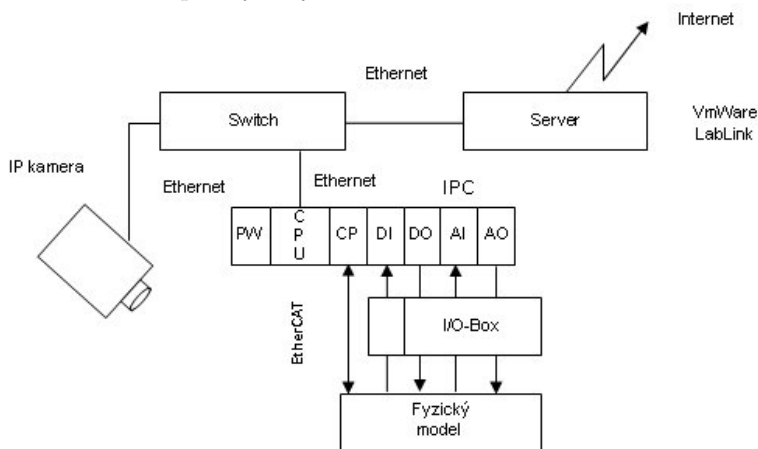 Internet
Ethernet
Switch
Server
VmWare
LabLink
IP kamera
Ethernet
Ethernet
IPC
PW
CPU
CP
DI
DO
AI
AO
EtherCAT
I/O-Box
Fyzický
model